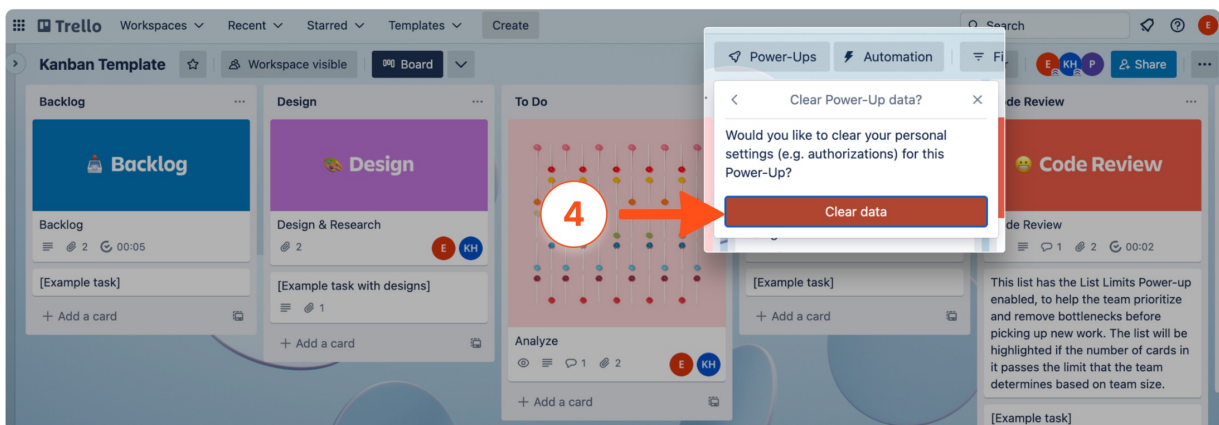 Trello Workspaces Recent Starred Templates Create Search E
Kanban Template Workspace visible Board Power-Ups Automation Fi E KH P Share
Backlog
Backlog
Backlog
2 00:05
[Example task]
+ Add a card
Design
Design
Design & Research
2 E KH
[Example task with designs]
1
+ Add a card
To Do
4
Analyze
1 2 E KH
+ Add a card
Clear Power-Up data?
Would you like to clear your personal
settings (e.g. authorizations) for this
Power-Up?
Clear data
[Example task]
+ Add a card
de Review
Code Review
de Review
1 2 00:02
This list has the List Limits Power-up
enabled, to help the team prioritize
and remove bottlenecks before
picking up new work. The list will be
highlighted if the number of cards in
it passes the limit that the team
determines based on team size.
[Example task]